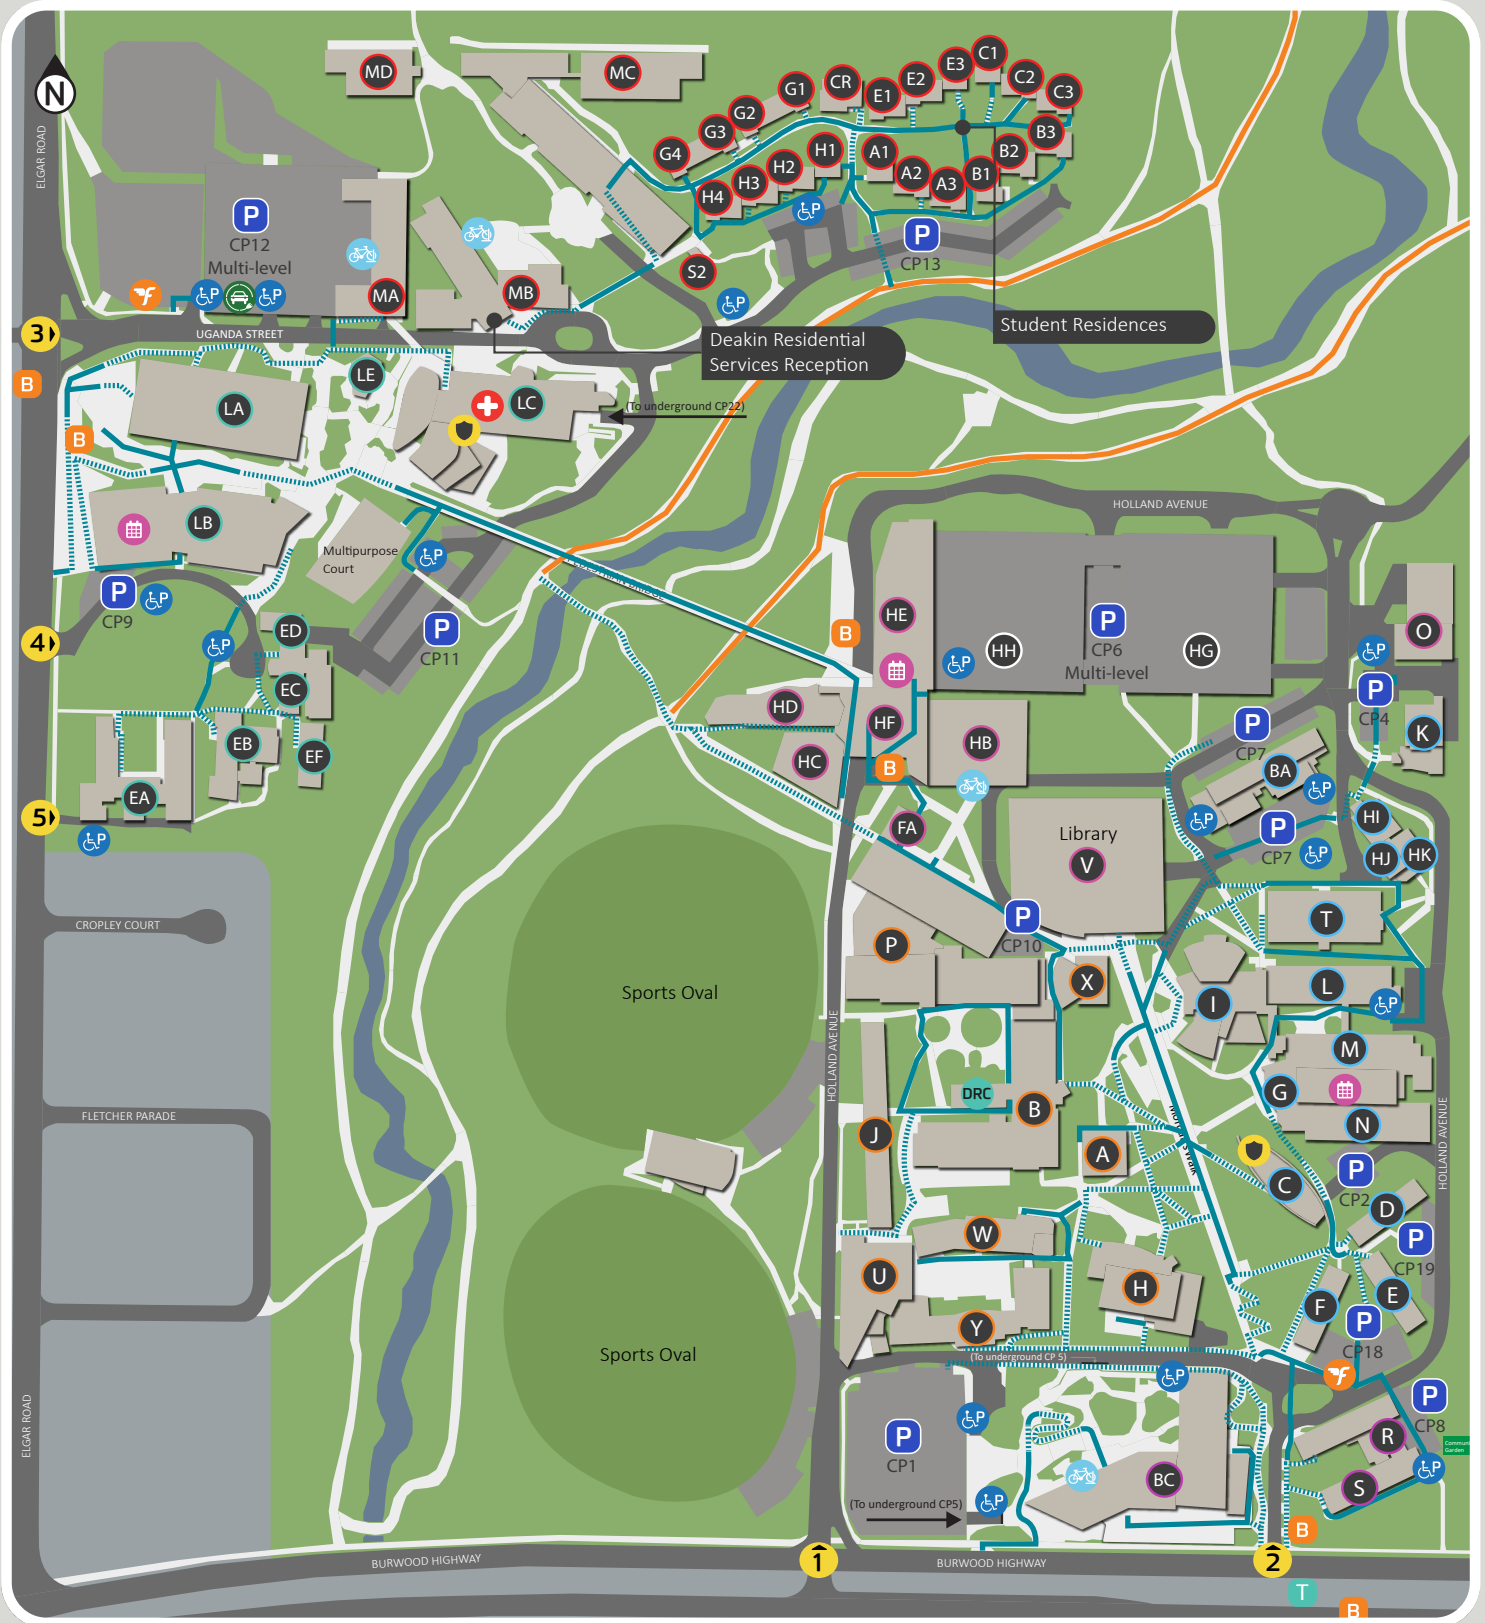 MD
MC
N
ELGAR ROAD
G4
G3
G2
G1
CR
E1
E2
E3
C1
C2
C3
B3
B2
B1
A1
A2
A3
H1
H2
H3
H4
P
CP12
Multi-level
P
CP13
S2
MA
MB
3
UGANDA STREET
Student Residences
Deakin Residential
Services Reception
B
LA
LE
LC
(To underground CP22)
B
LB
Multipurpose
Court
HOLLAND AVENUE
P
CP9
4
ED
EC
EB
EF
EA
P
CP11
5
B
HE
HH
P
CP6
Multi-level
HG
O
P
CP4
K
HD
HF
HC
HB
B
FA
P
CP7
BA
P
CP7
HI
HJ
HK
Library
V
CROPLEY COURT
P
P
CP10
T
X
I
L
Sports Oval
HOLLAND AVENUE
M
G
N
DRC
B
J
A
FLETCHER PARADE
HOLLAND AVENUE
C
P
CP2
D
P
CP19
W
U
H
E
F
Y
P
CP18
Sports Oval
(To underground CP 5)
P
CP8
P
CP1
R
S
BC
Garden
(To underground CP5)
ELGAR ROAD
B
BURWOOD HIGHWAY
1
BURWOOD HIGHWAY
2
T
B